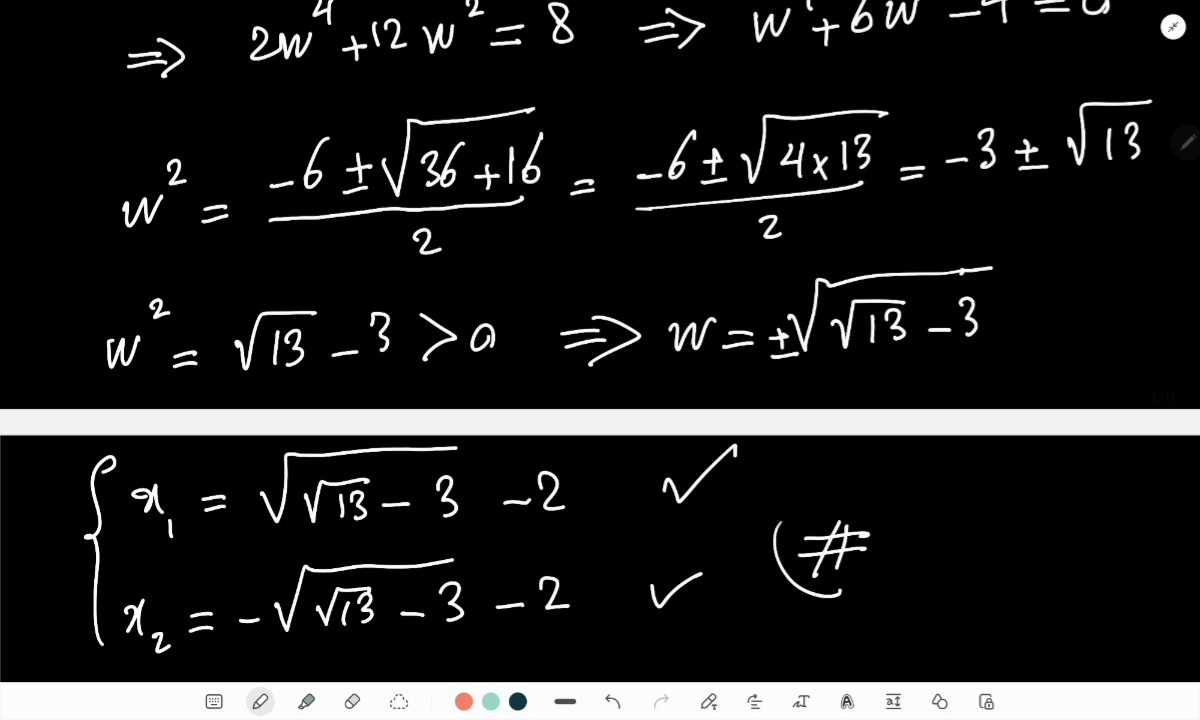 ⇒ 2w⁴ + 12w² = 8 ⇒ w⁴ + 6w² − 4 = 0
w² = (−6 ± √(36 + 16))/2 = (−6 ± √(4 × 13))/2 = −3 ± √13
w² = √13 − 3 > 0 ⇒ w = ±√(√13 − 3)
x₁ = √(√13 − 3) − 2 ✓
#
x₂ = −√(√13 − 3) − 2 ✓